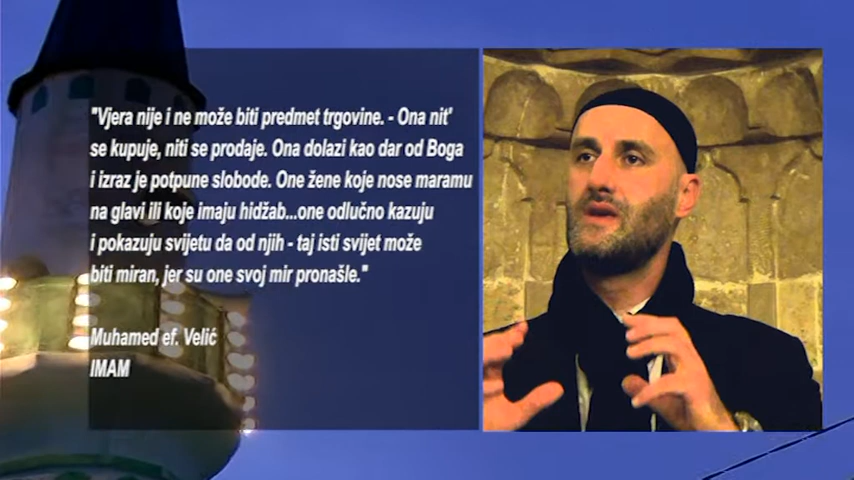 "Vjera nije i ne može biti predmet trgovine. - Ona nit'
se kupuje, niti se prodaje. Ona dolazi kao dar od Boga
i izraz je potpune slobode. One žene koje nose maramu
na glavi ili koje imaju hidžab...one odlučno kazuju
i pokazuju svijetu da od njih - taj isti svijet može
biti miran, jer su one svoj mir pronašle."
Muhamed ef. Velić
IMAM